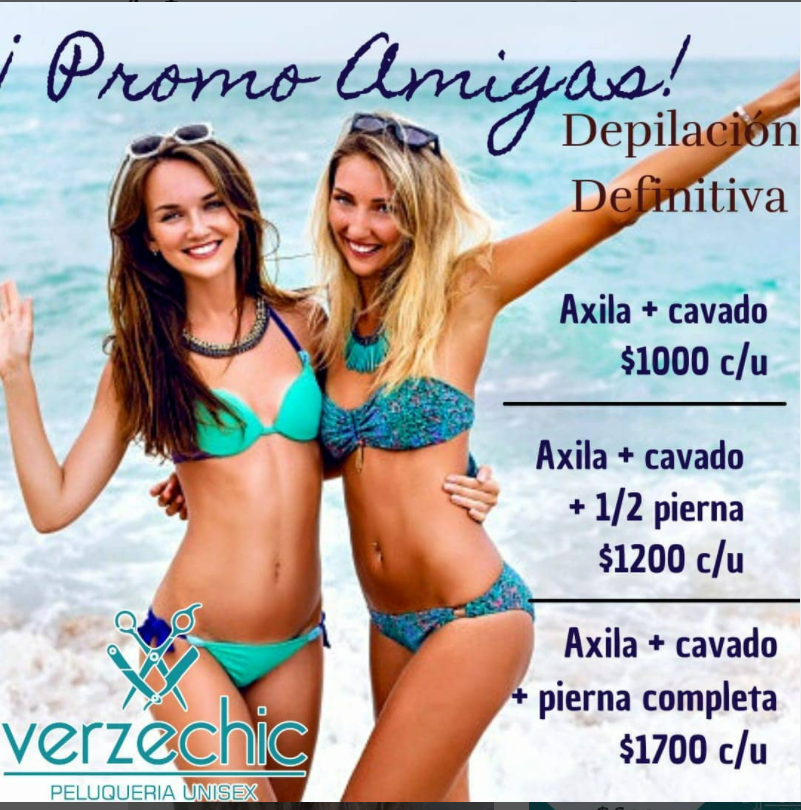 ¡ Promo Amigas!
Depilación
Definitiva
Axila + cavado
$1000 c/u
Axila + cavado
+ 1/2 pierna
$1200 c/u
Axila + cavado
+ pierna completa
$1700 c/u
verzechic
PELUQUERIA UNISEX